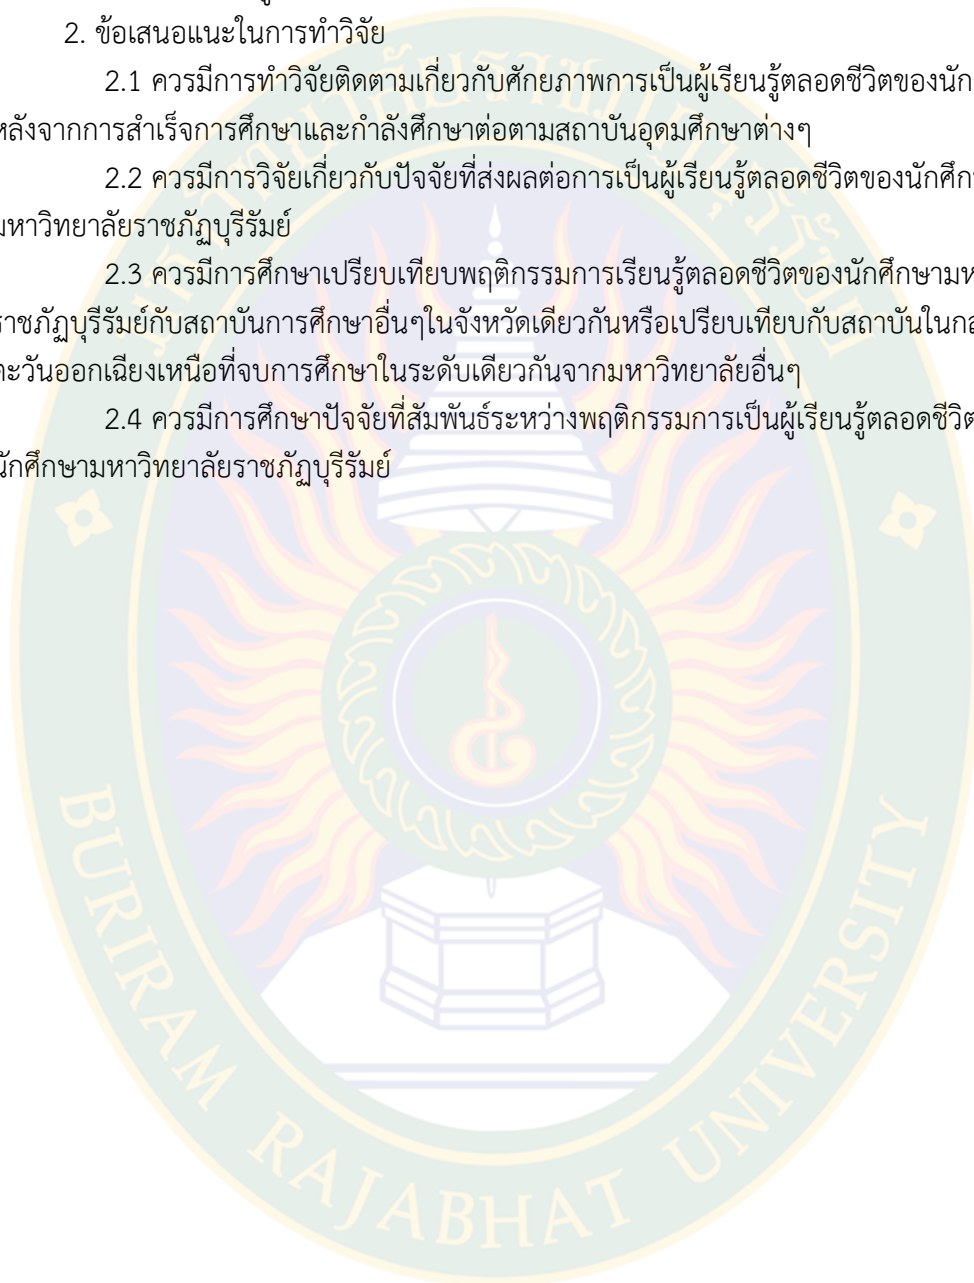 2. ข้อเสนอแนะในการทำวิจัย
2.1 ควรมีการทำวิจัยติดตามเกี่ยวกับศักยภาพการเป็นผู้เรียนรู้ตลอดชีวิตของนัก
หลังจากการสำเร็จการศึกษาและกำลังศึกษาต่อตามสถาบันอุดมศึกษาต่างๆ
2.2 ควรมีการวิจัยเกี่ยวกับปัจจัยที่ส่งผลต่อการเป็นผู้เรียนรู้ตลอดชีวิตของนักศึกษ
มหาวิทยาลัยราชภัฏบุรีรัมย์
2.3 ควรมีการศึกษาเปรียบเทียบพฤติกรรมการเรียนรู้ตลอดชีวิตของนักศึกษามห
ราชภัฏบุรีรัมย์กับสถาบันการศึกษาอื่นๆในจังหวัดเดียวกันหรือเปรียบเทียบกับสถาบันใน
ตะวันออกเฉียงเหนือที่จบการศึกษาในระดับเดียวกันจากมหาวิทยาลัยอื่นๆ
2.4 ควรมีการศึกษาปัจจัยที่สัมพันธ์ระหว่างพฤติกรรมการเป็นผู้เรียนรู้ตลอดชีวิต
นักศึกษามหาวิทยาลัยราชภัฏบุรีรัมย์
BURIRAM RAJABHAT UNIVERSITY